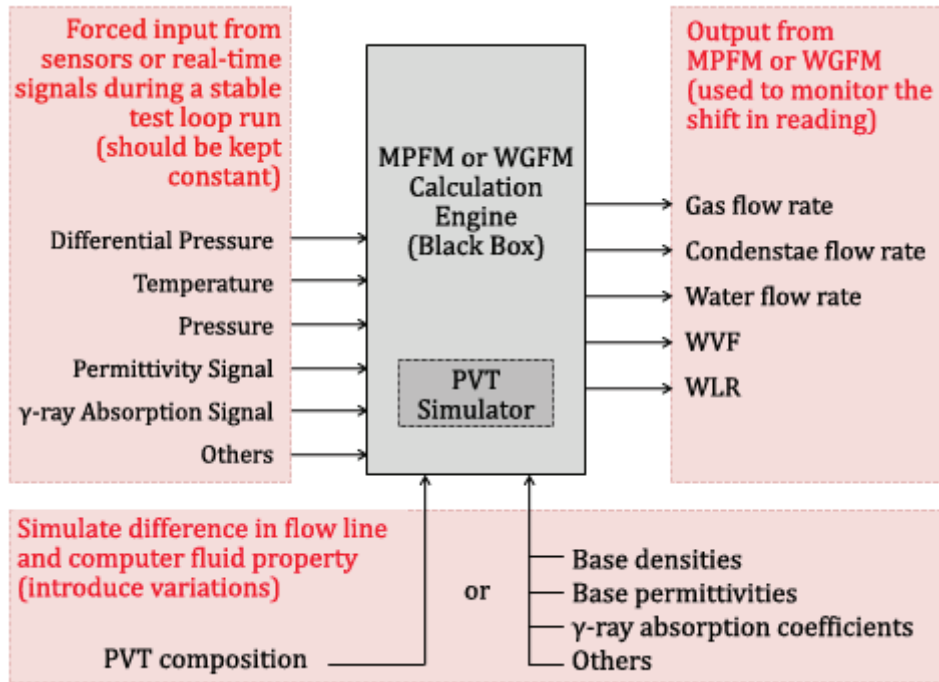 Forced input from
sensors or real-time
signals during a stable
test loop run
(should be kept
constant)
Differential Pressure
Temperature
Pressure
Permittivity Signal
γ-ray Absorption Signal
Others
MPFM or WGFM
Calculation
Engine
(Black Box)
PVT
Simulator
Output from
MPFM or WGFM
(used to monitor the
shift in reading)
Gas flow rate
Condenstae flow rate
Water flow rate
WVF
WLR
Simulate difference in flow line
and computer fluid property
(introduce variations)
PVT composition
or
Base densities
Base permittivities
γ-ray absorption coefficients
Others